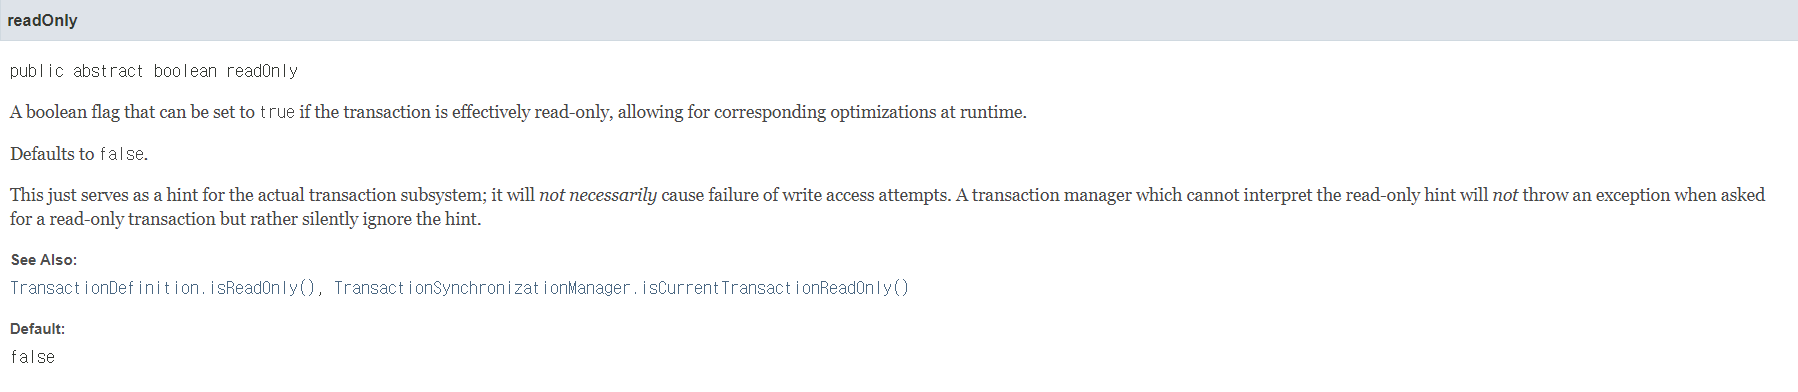 readOnly
public abstract boolean readOnly
A boolean flag that can be set to true if the transaction is effectively read-only, allowing for corresponding optimizations at runtime.
Defaults to false.
This just serves as a hint for the actual transaction subsystem; it will not necessarily cause failure of write access attempts. A transaction manager which cannot interpret the read-only hint will not throw an exception when asked
for a read-only transaction but rather silently ignore the hint.
See Also:
TransactionDefinition.isReadOnly(), TransactionSynchronizationManager.isCurrentTransactionReadOnly()
Default:
false